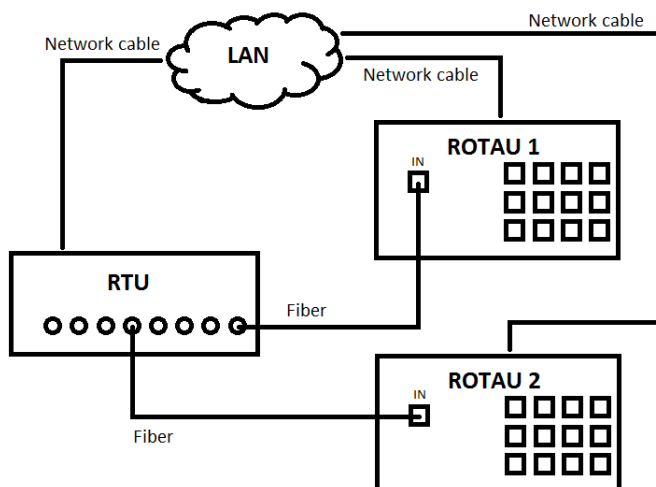 Network cable
Network cable
LAN
Network cable
ROTAU 1
IN
RTU
Fiber
ROTAU 2
IN
Fiber